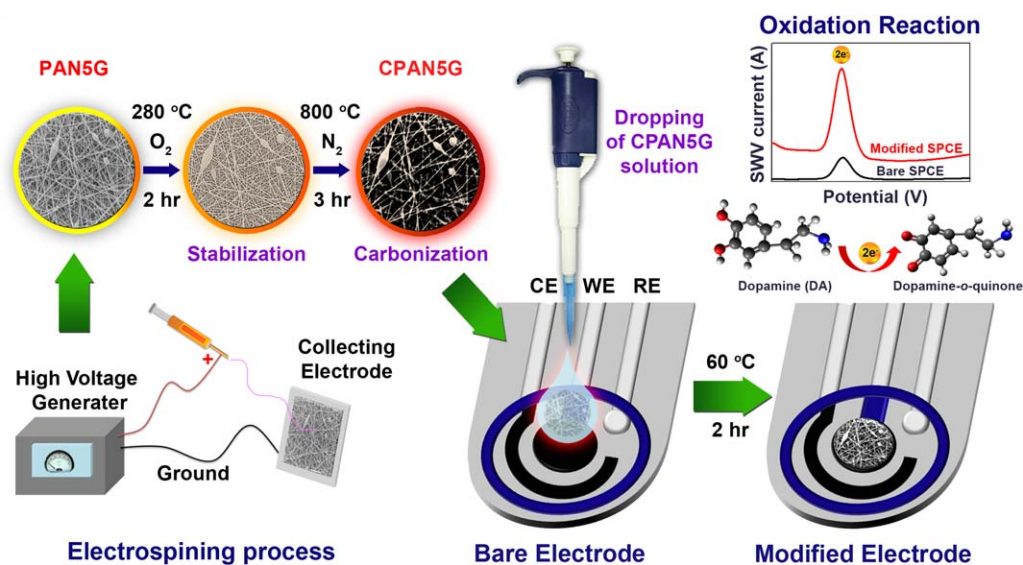 PAN5G
280 °C
O₂
2 hr
Stabilization
800 °C
N₂
3 hr
CPAN5G
Carbonization
Dropping
of CPAN5G
solution
Oxidation Reaction
SWV current (A)
2e⁻
Modified SPCE
Bare SPCE
Potential (V)
2e⁻
Dopamine (DA)
Dopamine-o-quinone
High Voltage
Generater
+
Ground
Collecting
Electrode
Electrospining process
CE
WE
RE
Bare Electrode
60 °C
2 hr
Modified Electrode